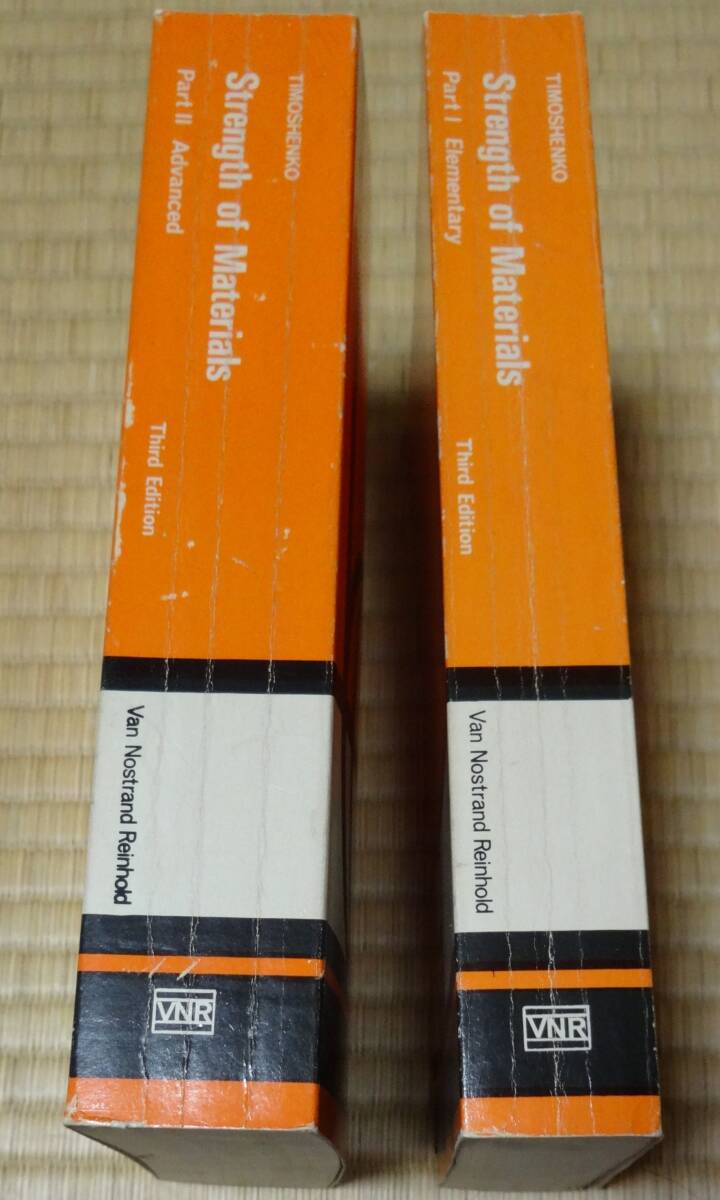 TIMOSHENKO
Strength of Materials
Part II Advanced
Third Edition
Van Nostrand Reinhold
VNR
TIMOSHENKO
Strength of Materials
Part I Elementary
Third Edition
Van Nostrand Reinhold
VNR